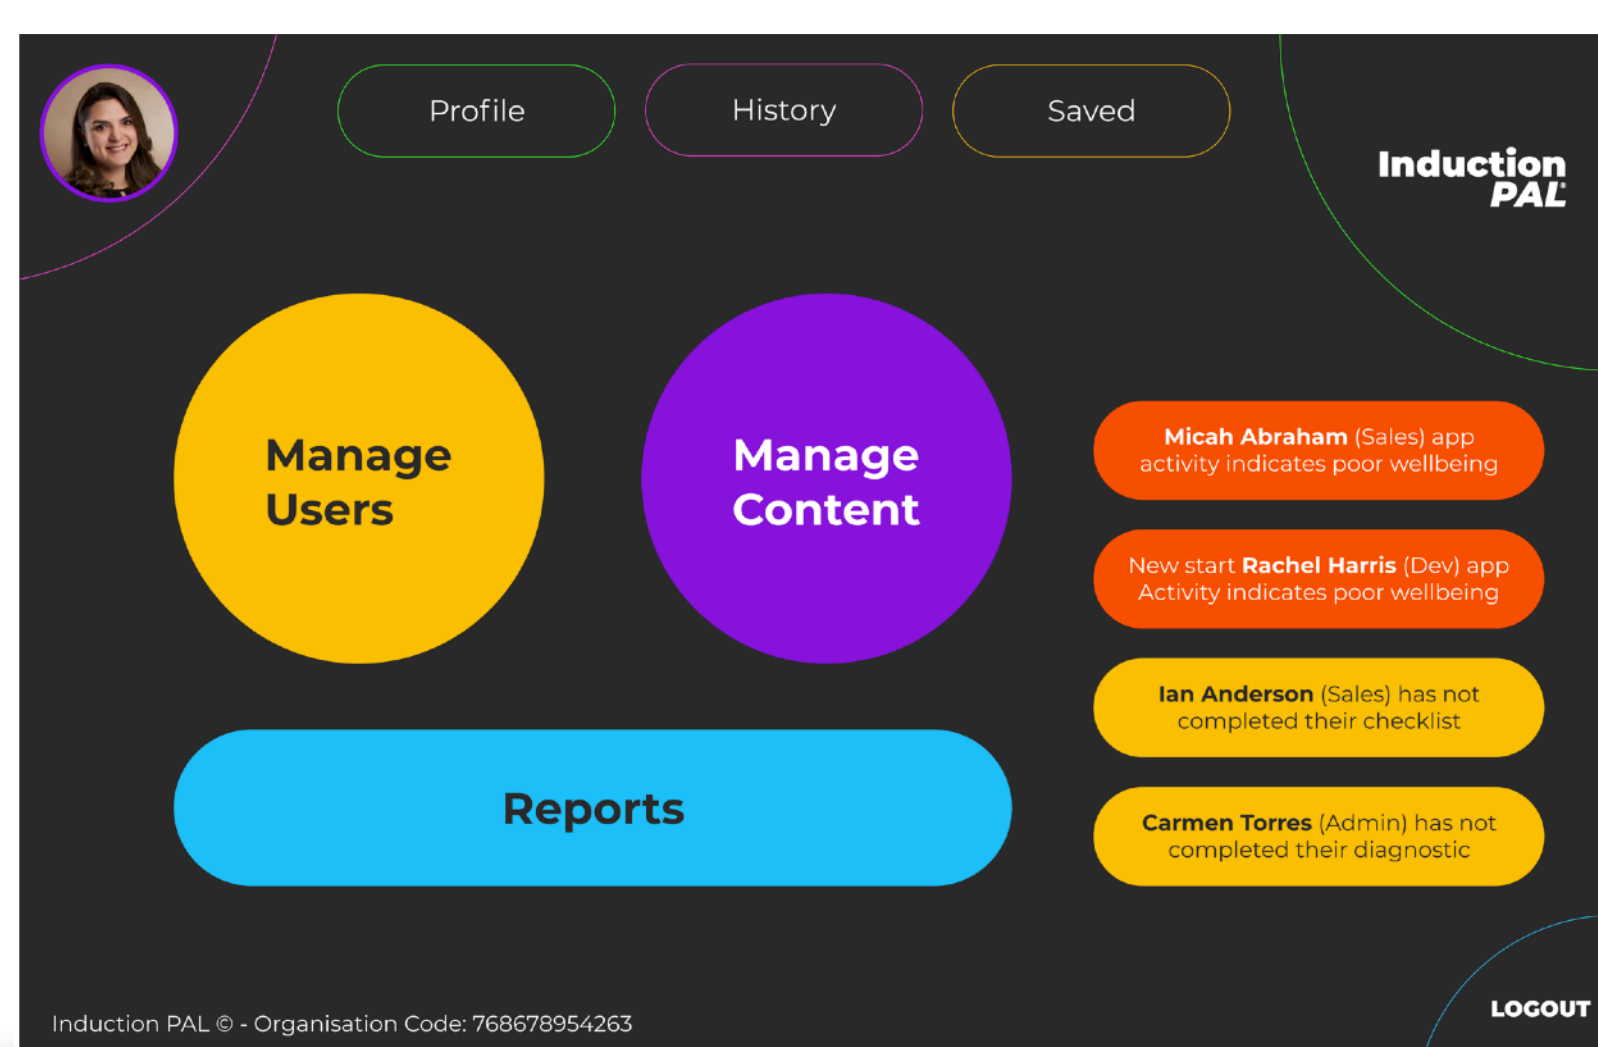 Profile
History
Saved
Induction
PAL®
Manage
Users
Manage
Content
Reports
Micah Abraham (Sales) app
activity indicates poor wellbeing
New start Rachel Harris (Dev) app
Activity indicates poor wellbeing
Ian Anderson (Sales) has not
completed their checklist
Carmen Torres (Admin) has not
completed their diagnostic
Induction PAL © - Organisation Code: 768678954263
LOGOUT